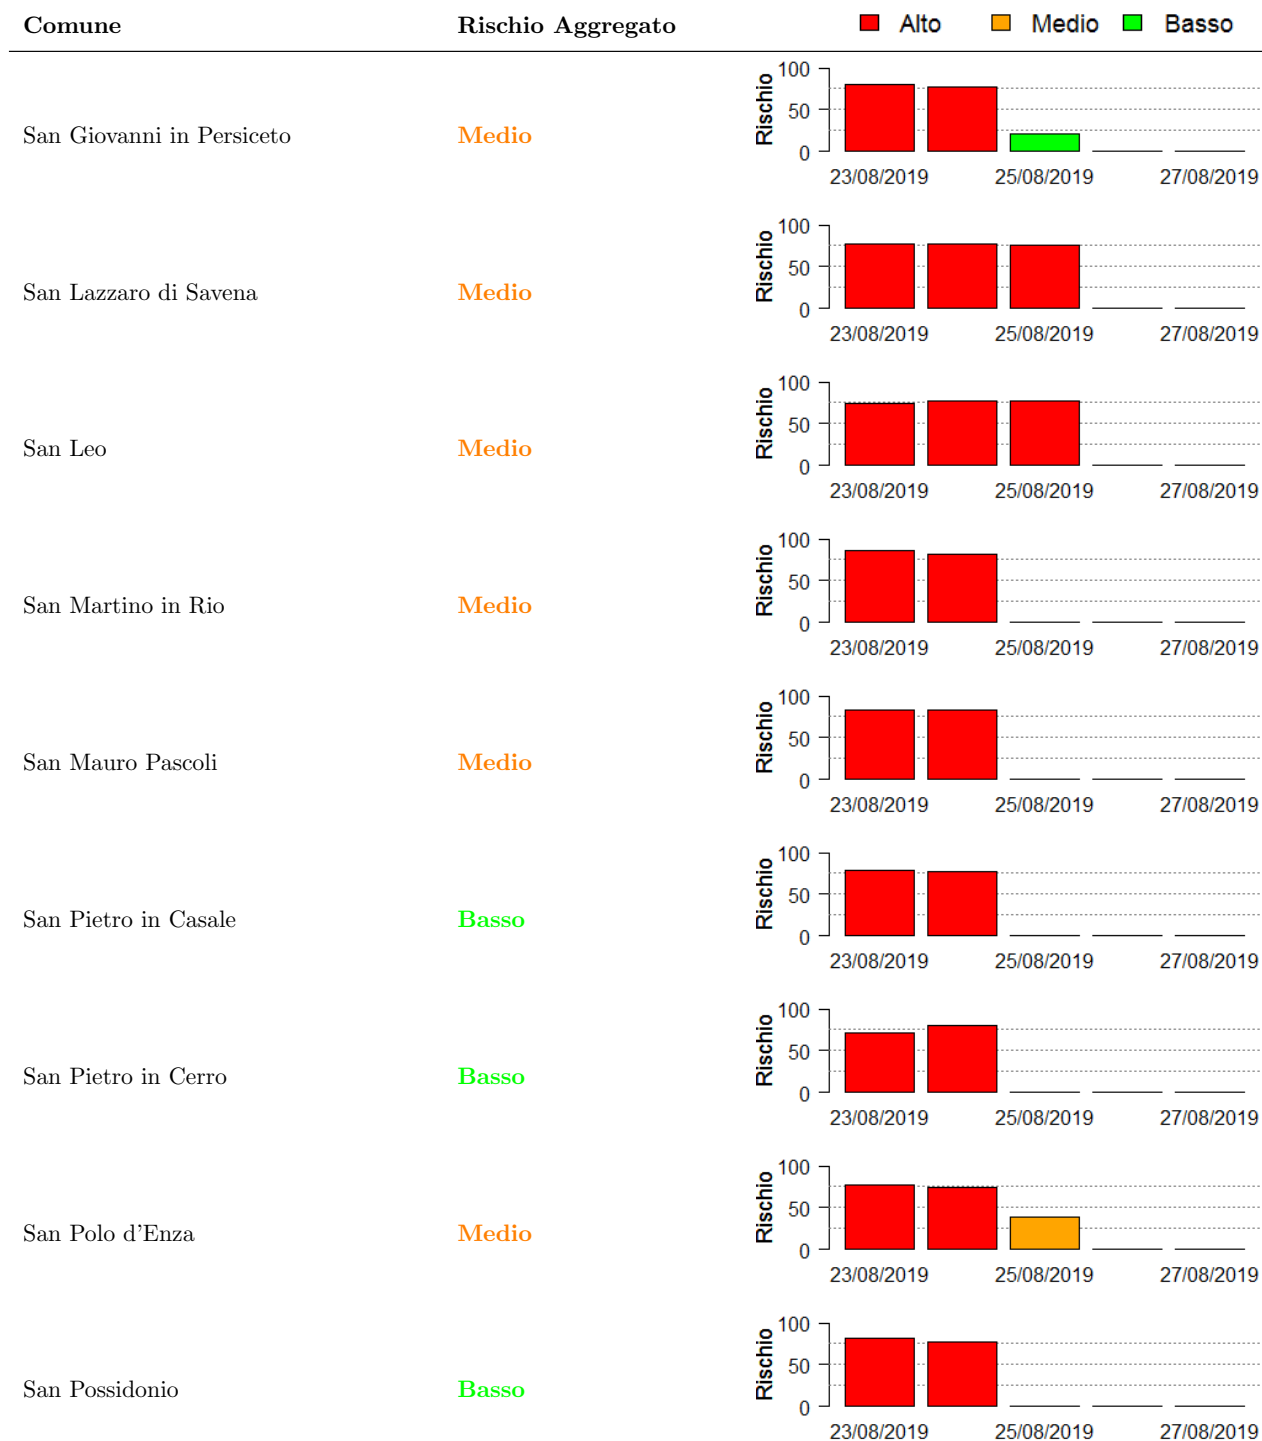 Comune Rischio Aggregato Alto Medio Basso
San Giovanni in Persiceto Medio
Rischio
100
50
0
23/08/2019 25/08/2019 27/08/2019
San Lazzaro di Savena Medio
Rischio
100
50
0
23/08/2019 25/08/2019 27/08/2019
San Leo Medio
Rischio
100
50
0
23/08/2019 25/08/2019 27/08/2019
San Martino in Rio Medio
Rischio
100
50
0
23/08/2019 25/08/2019 27/08/2019
San Mauro Pascoli Medio
Rischio
100
50
0
23/08/2019 25/08/2019 27/08/2019
San Pietro in Casale Basso
Rischio
100
50
0
23/08/2019 25/08/2019 27/08/2019
San Pietro in Cerro Basso
Rischio
100
50
0
23/08/2019 25/08/2019 27/08/2019
San Polo d'Enza Medio
Rischio
100
50
0
23/08/2019 25/08/2019 27/08/2019
San Possidonio Basso
Rischio
100
50
0
23/08/2019 25/08/2019 27/08/2019